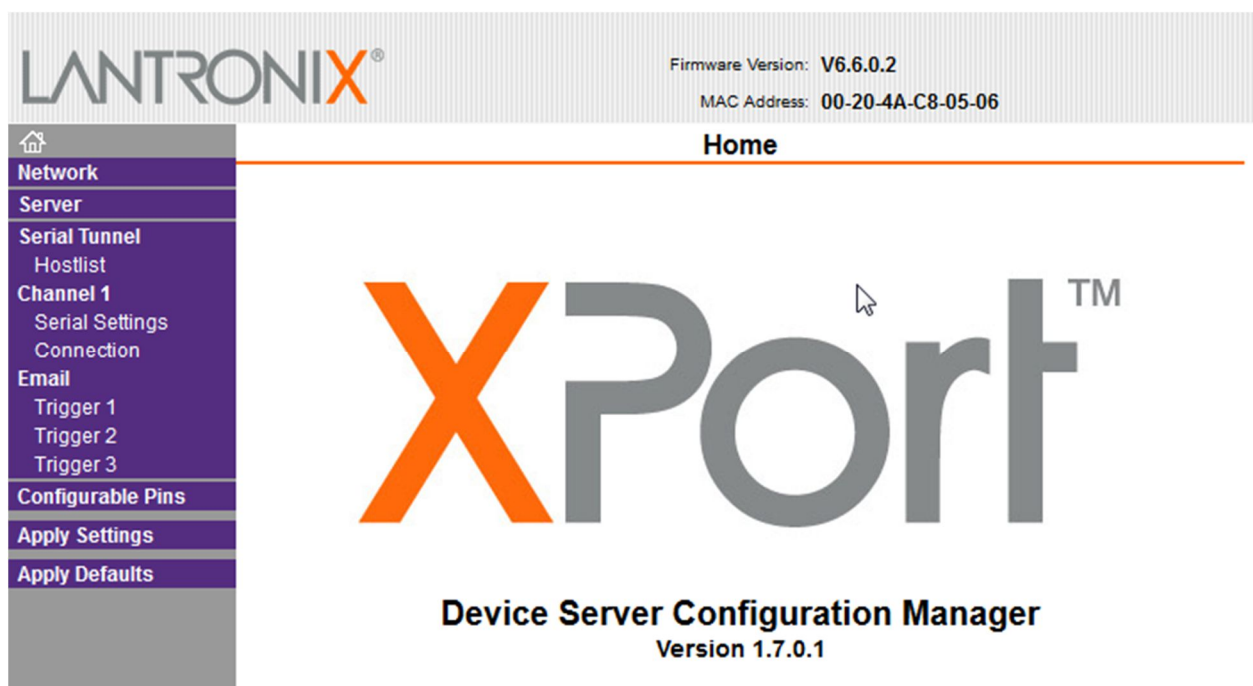 LANTRONIX®
Firmware Version: V6.6.0.2
MAC Address: 00-20-4A-C8-05-06
Home
Network
Server
Serial Tunnel
Hostlist
Channel 1
Serial Settings
Connection
Email
Trigger 1
Trigger 2
Trigger 3
Configurable Pins
Apply Settings
Apply Defaults
XPort™
Device Server Configuration Manager
Version 1.7.0.1